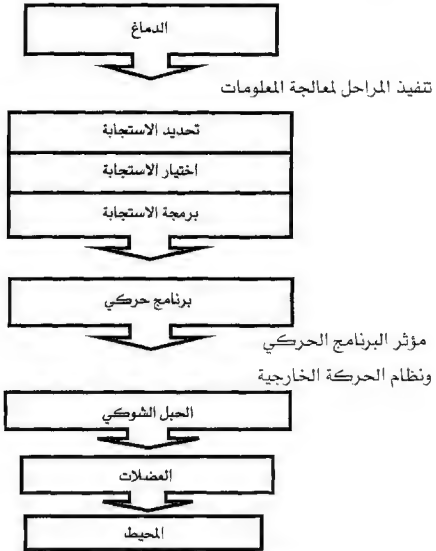 الدماغ
تنفيذ المراحل لمعالجة المعلومات
تحديد الاستجابة
اختيار الاستجابة
برمجة الاستجابة
برنامج حركي
مؤثر البرنامج الحركي
ونظام الحركة الخارجية
الحبل الشوكي
العضلات
المحيط